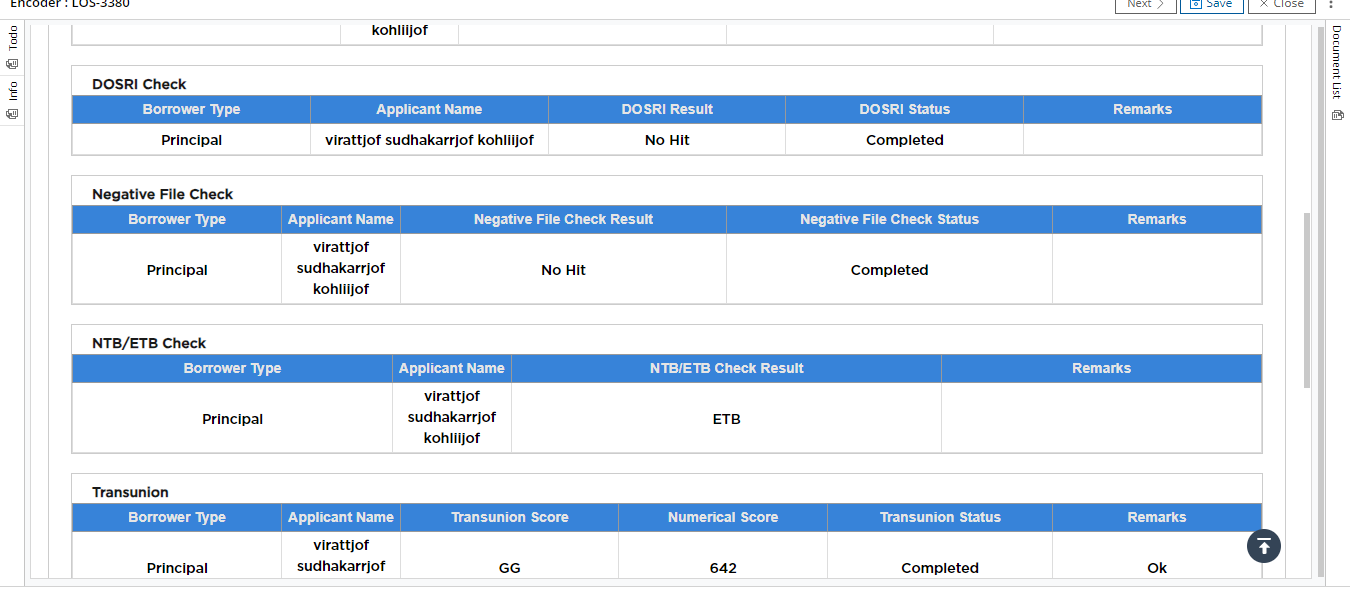 Encoder : LOS-3380
Next
Save
Close
Todo
Info
Document List
kohliijof
DOSRI Check
Borrower Type Applicant Name DOSRI Result DOSRI Status Remarks
Principal virattjof sudhakarrjof kohliijof No Hit Completed
Negative File Check
Borrower Type Applicant Name Negative File Check Result Negative File Check Status Remarks
virattjof
sudhakarrjof
kohliijof
Principal No Hit Completed
NTB/ETB Check
Borrower Type Applicant Name NTB/ETB Check Result Remarks
virattjof
sudhakarrjof
kohliijof
Principal ETB
Transunion
Borrower Type Applicant Name Transunion Score Numerical Score Transunion Status Remarks
virattjof
sudhakarrjof
Principal GG 642 Completed Ok